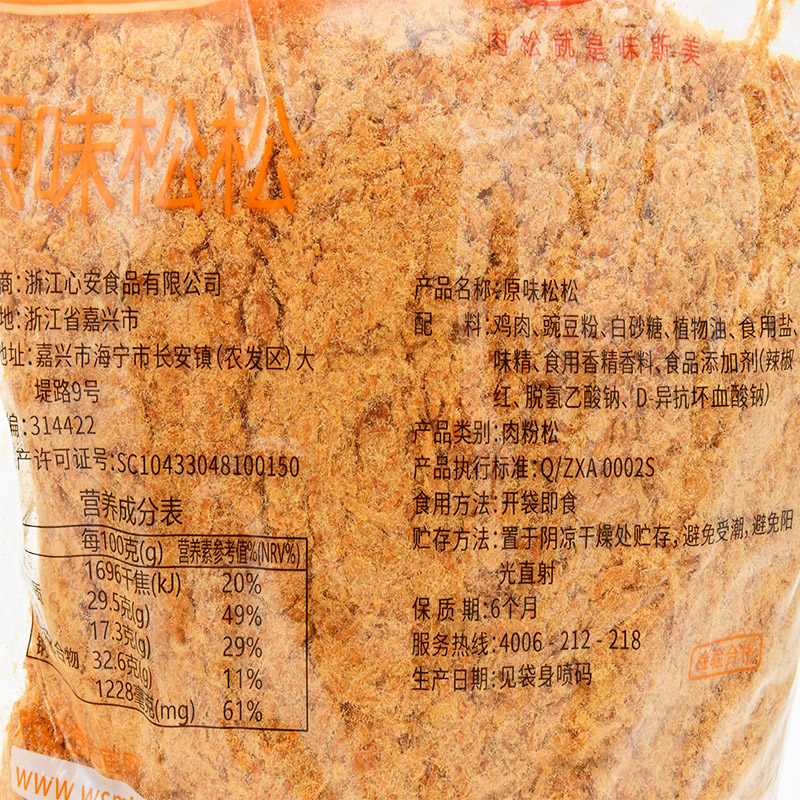 肉松就是味斯美
原味松松
商：浙江心安食品有限公司
地：浙江省嘉兴市
地址：嘉兴市海宁市长安镇（农发区）大
堤路9号
编：314422
产许可证号：SC10433048100150
营养成分表
每100克(g) 营养素参考值%(NRV%)
1696千焦(kJ) 20%
29.5克(g) 49%
17.3克(g) 29%
合物 32.6克(g) 11%
1228毫克(mg) 61%
产品名称：原味松松
配 料：鸡肉、豌豆粉、白砂糖、植物油、食用盐、
味精、食用香精香料、食品添加剂(辣椒
红、脱氢乙酸钠、D-异抗坏血酸钠)
产品类别：肉粉松
产品执行标准：Q/ZXA 0002S
食用方法：开袋即食
贮存方法：置于阴凉干燥处贮存，避免受潮，避免阳
光直射
保 质 期：6个月
服务热线：4006-212-218
生产日期：见袋身喷码
检验合格
www.wsm